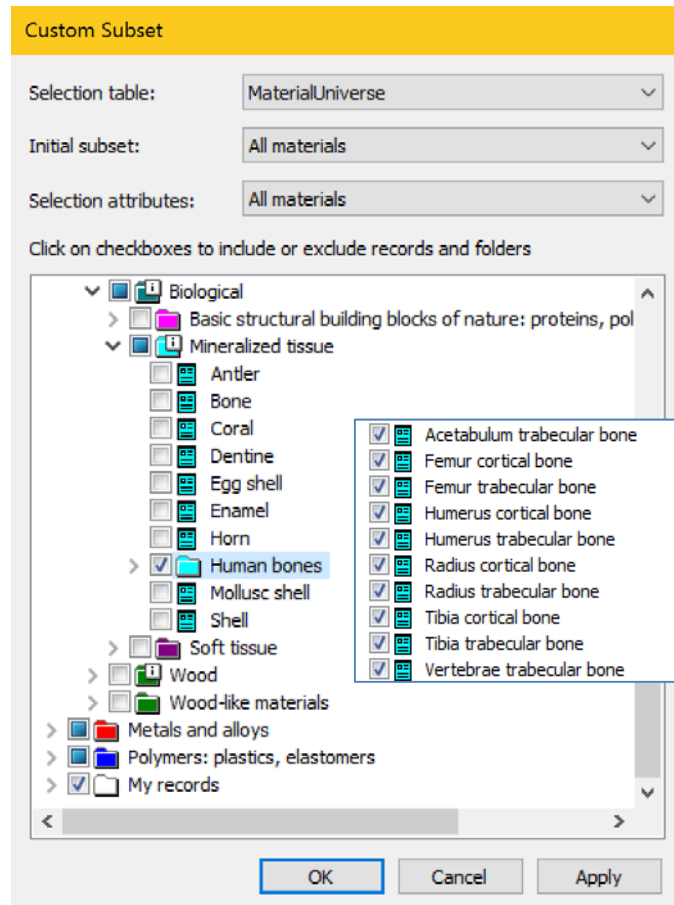 Custom Subset
Selection table: MaterialUniverse
Initial subset: All materials
Selection attributes: All materials
Click on checkboxes to include or exclude records and folders
Biological
Basic structural building blocks of nature: proteins, pol
Mineralized tissue
Antler
Bone
Coral
Dentine
Egg shell
Enamel
Horn
Human bones
Mollusc shell
Shell
Soft tissue
Wood
Wood-like materials
Metals and alloys
Polymers: plastics, elastomers
My records
Acetabulum trabecular bone
Femur cortical bone
Femur trabecular bone
Humerus cortical bone
Humerus trabecular bone
Radius cortical bone
Radius trabecular bone
Tibia cortical bone
Tibia trabecular bone
Vertebrae trabecular bone
OK Cancel Apply